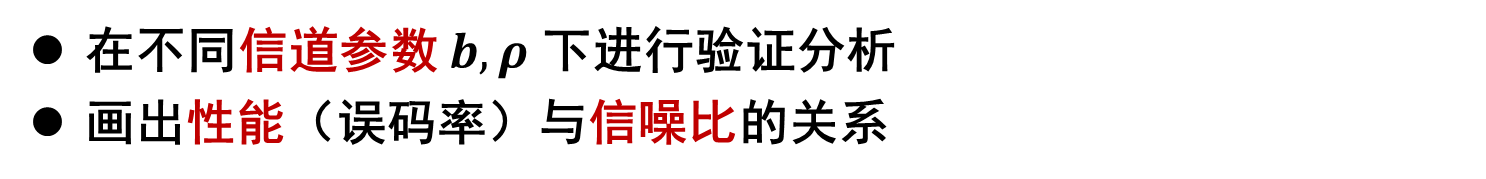 ● 在不同信道参数 b, ρ 下进行验证分析
● 画出性能（误码率）与信噪比的关系